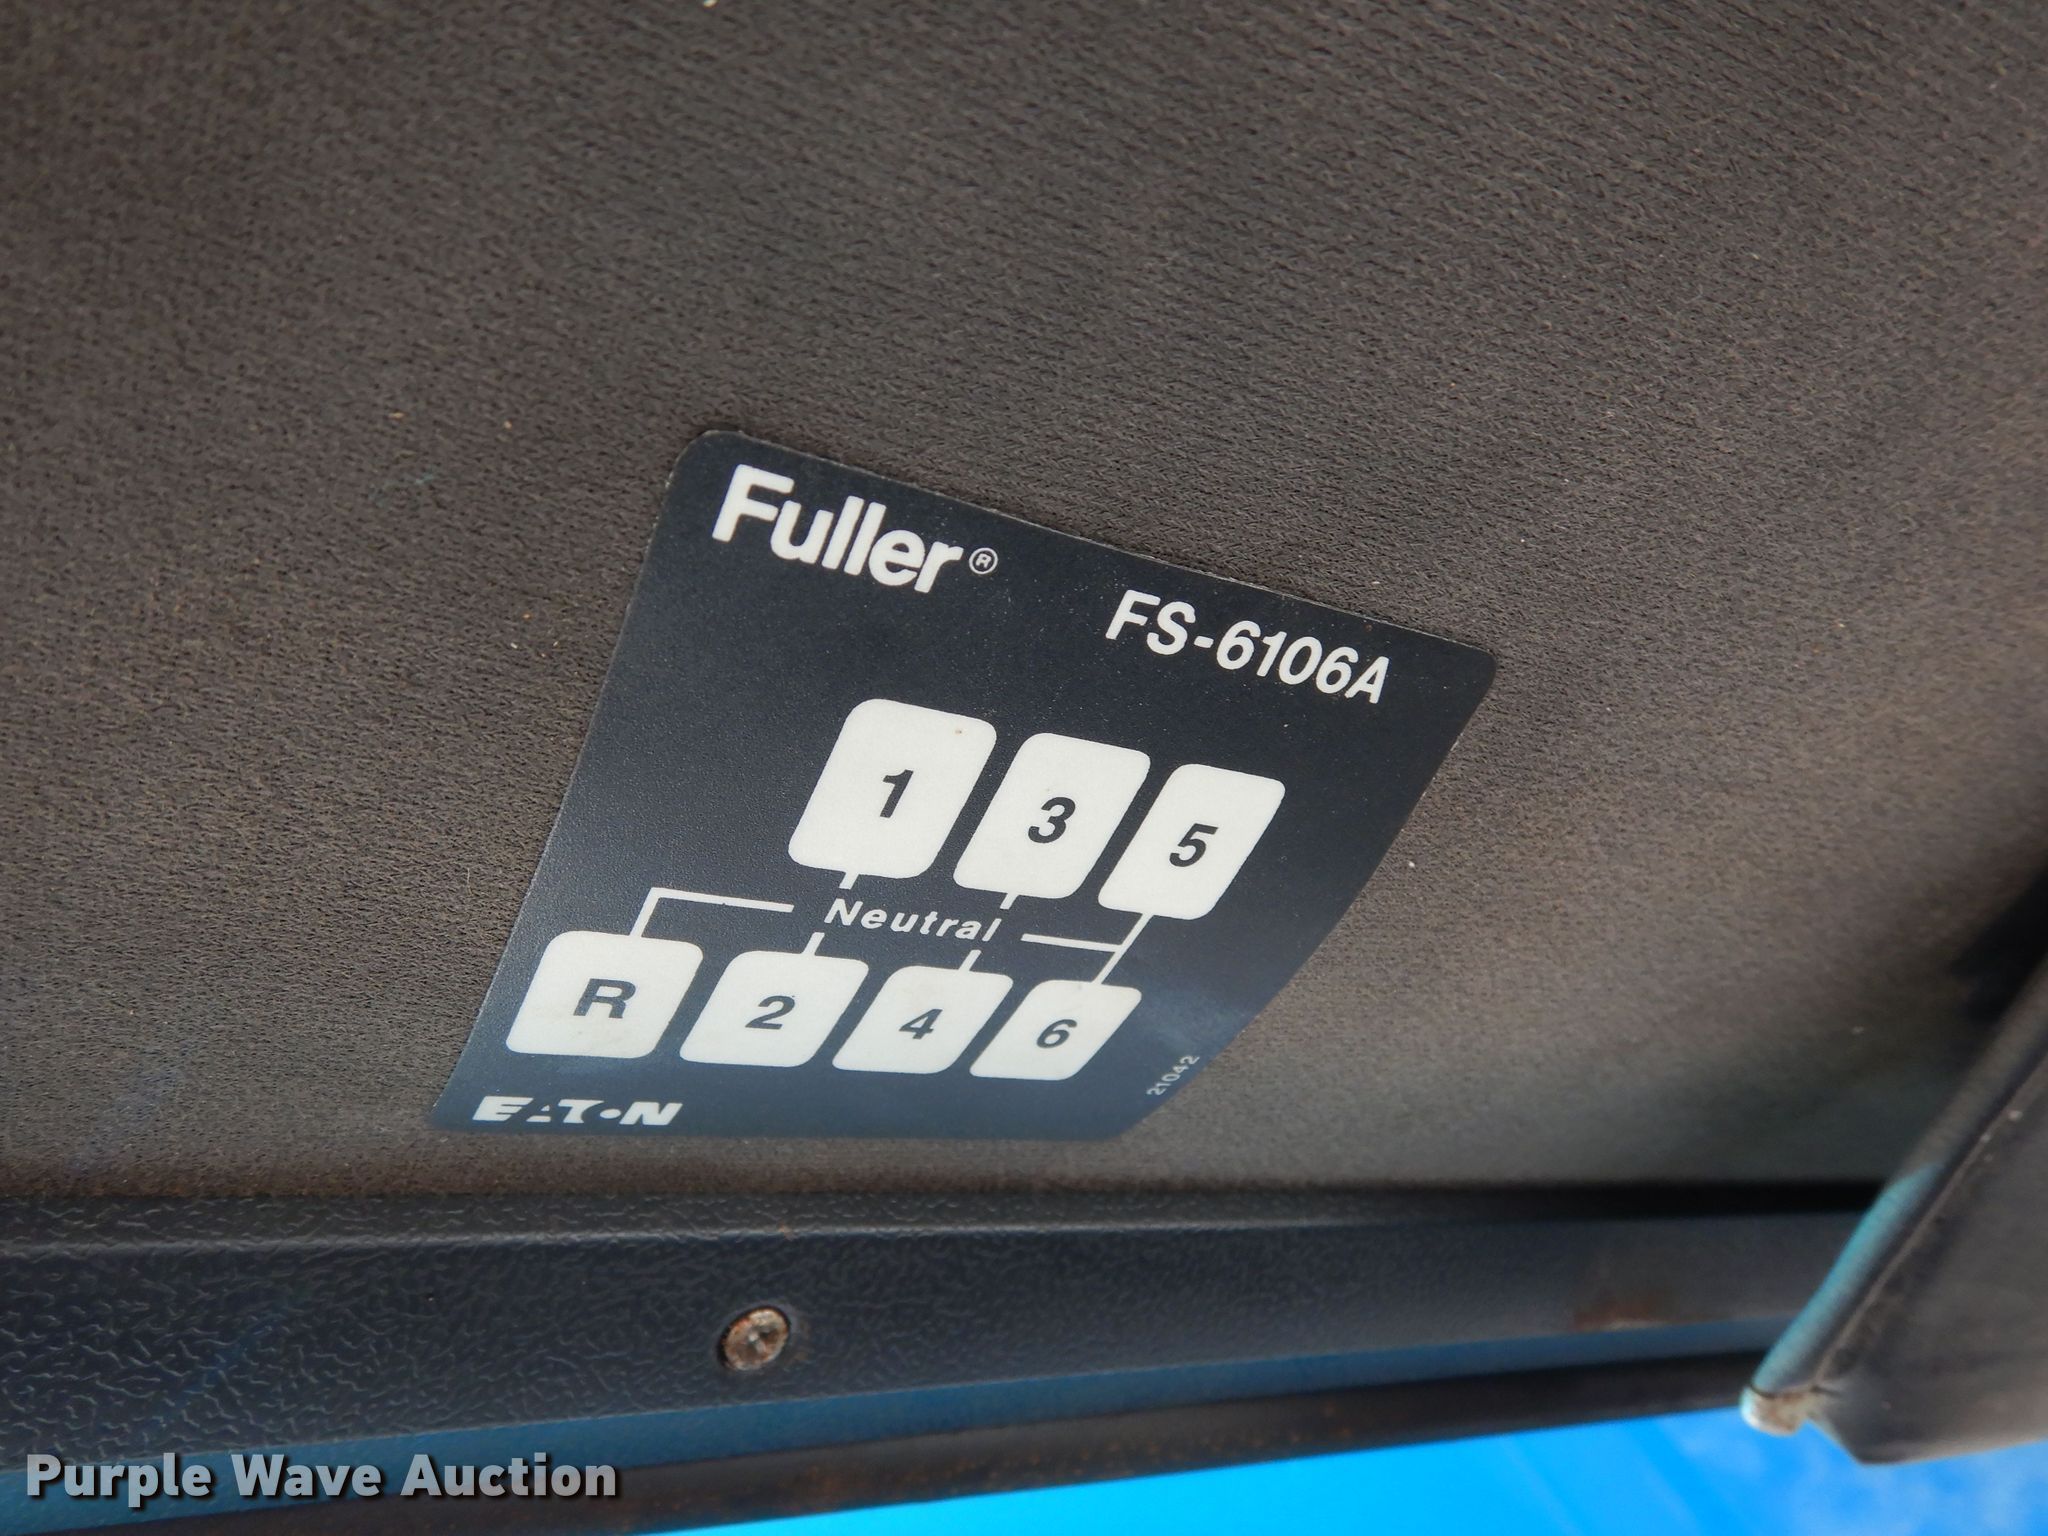 Fuller®
FS-6106A
1 3 5
Neutral
R 2 4 6
EATON
21042
Purple Wave Auction